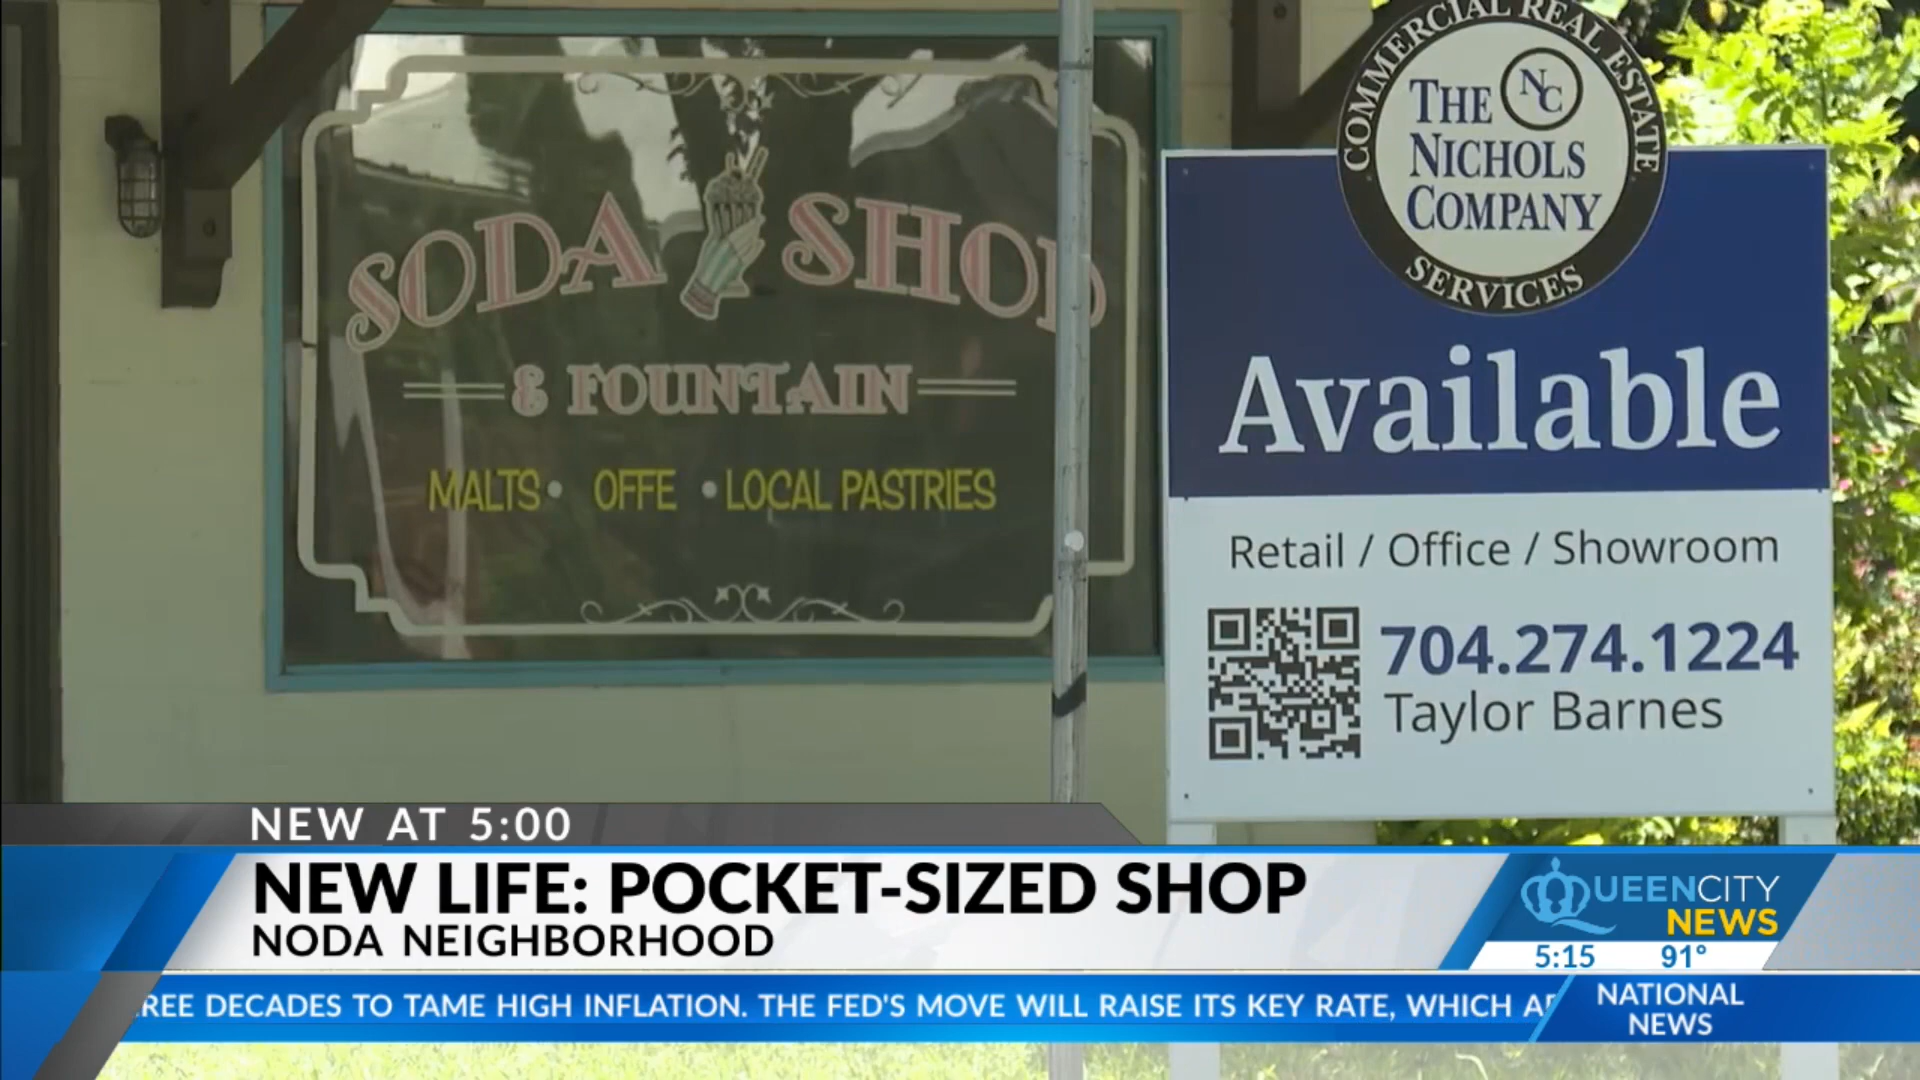 SODA SHOP
& FOUNTAIN
MALTS • OFFE • LOCAL PASTRIES
COMMERCIAL REAL ESTATE
THE NC
NICHOLS
COMPANY
SERVICES
Available
Retail / Office / Showroom
704.274.1224
Taylor Barnes
NEW AT 5:00
NEW LIFE: POCKET-SIZED SHOP
NODA NEIGHBORHOOD
QUEENCITY
NEWS
5:15 91°
REE DECADES TO TAME HIGH INFLATION. THE FED'S MOVE WILL RAISE ITS KEY RATE, WHICH
NATIONAL
NEWS